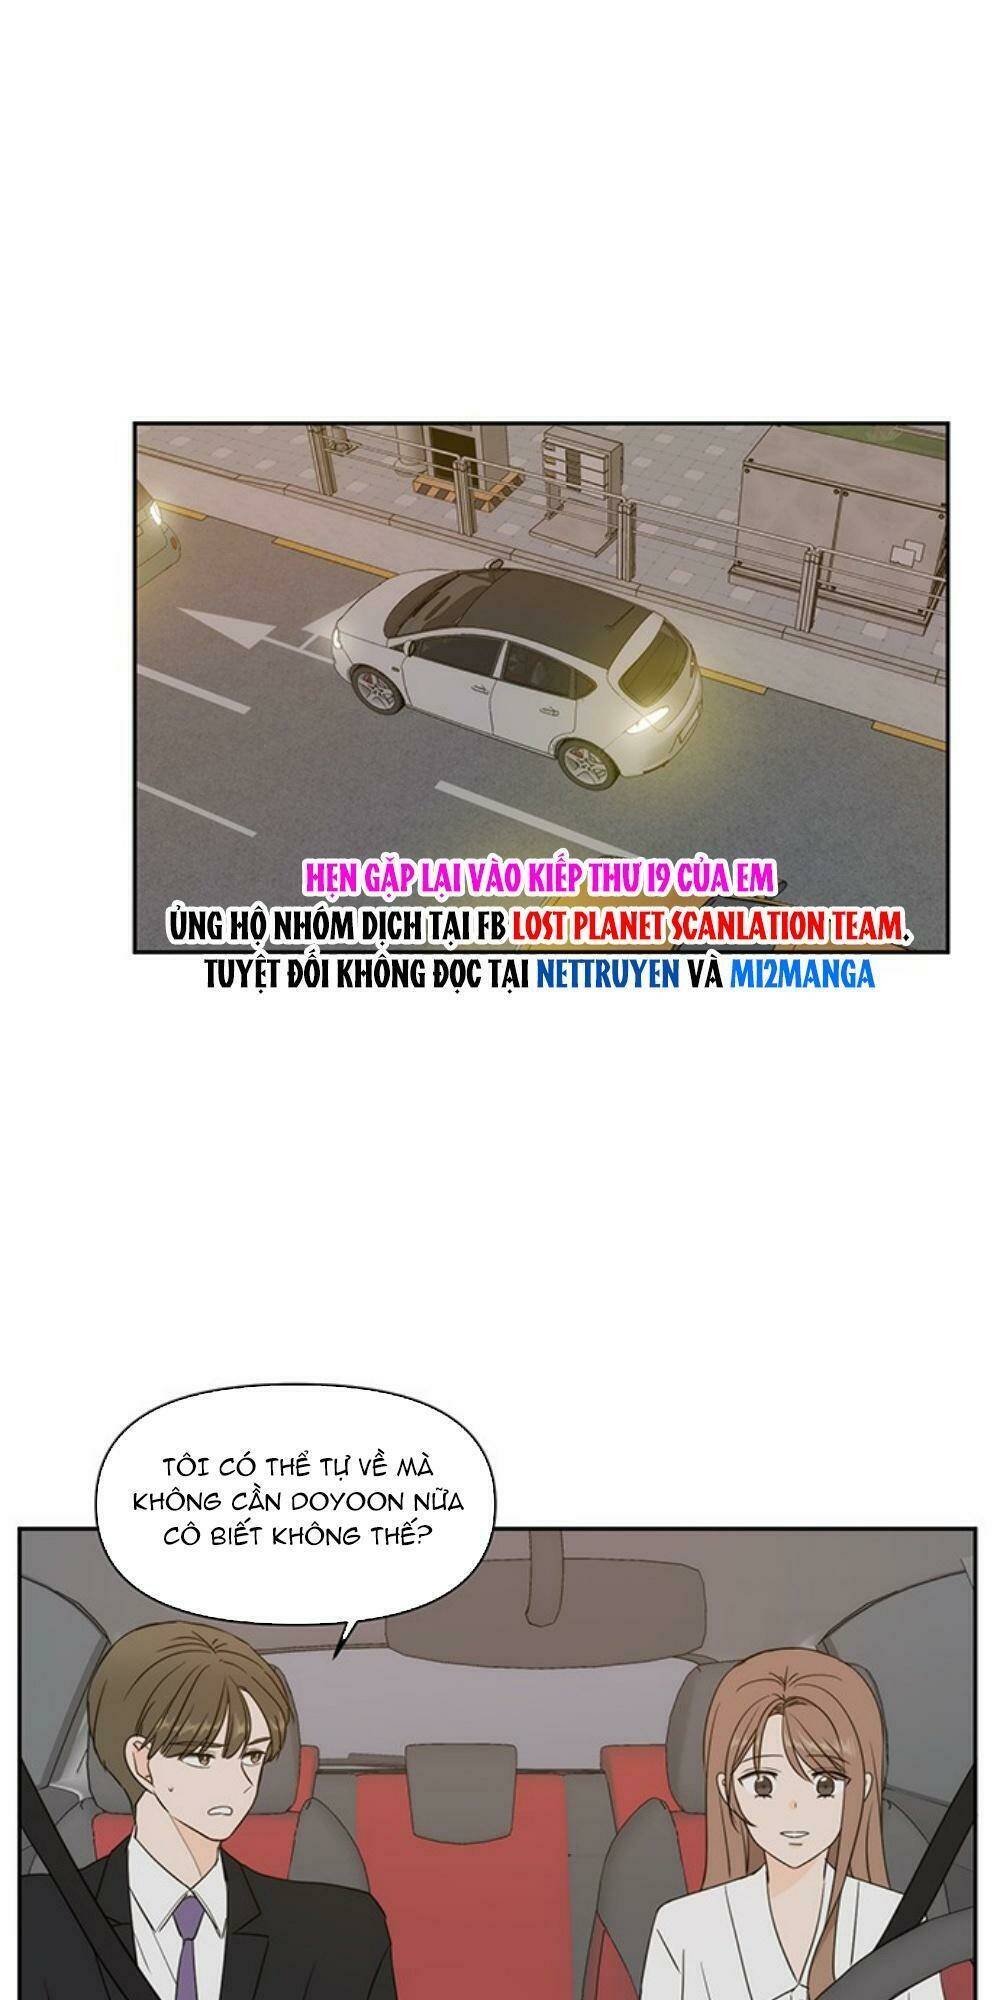 HẸN GẶP LẠI VÀO KIẾP THƯ 19 CỦA EM
ỦNG HỘ NHÓM DỊCH TẠI FB LOST PLANET SCANLATION TEAM.
TUYỆT ĐỐI KHÔNG ĐỌC TẠI NETTRUYEN VÀ MI2MANGA
TÔI CÓ THỂ TỰ VỀ MÀ
KHÔNG CẦN DOYOON NỮA
CÔ BIẾT KHÔNG THẾ?